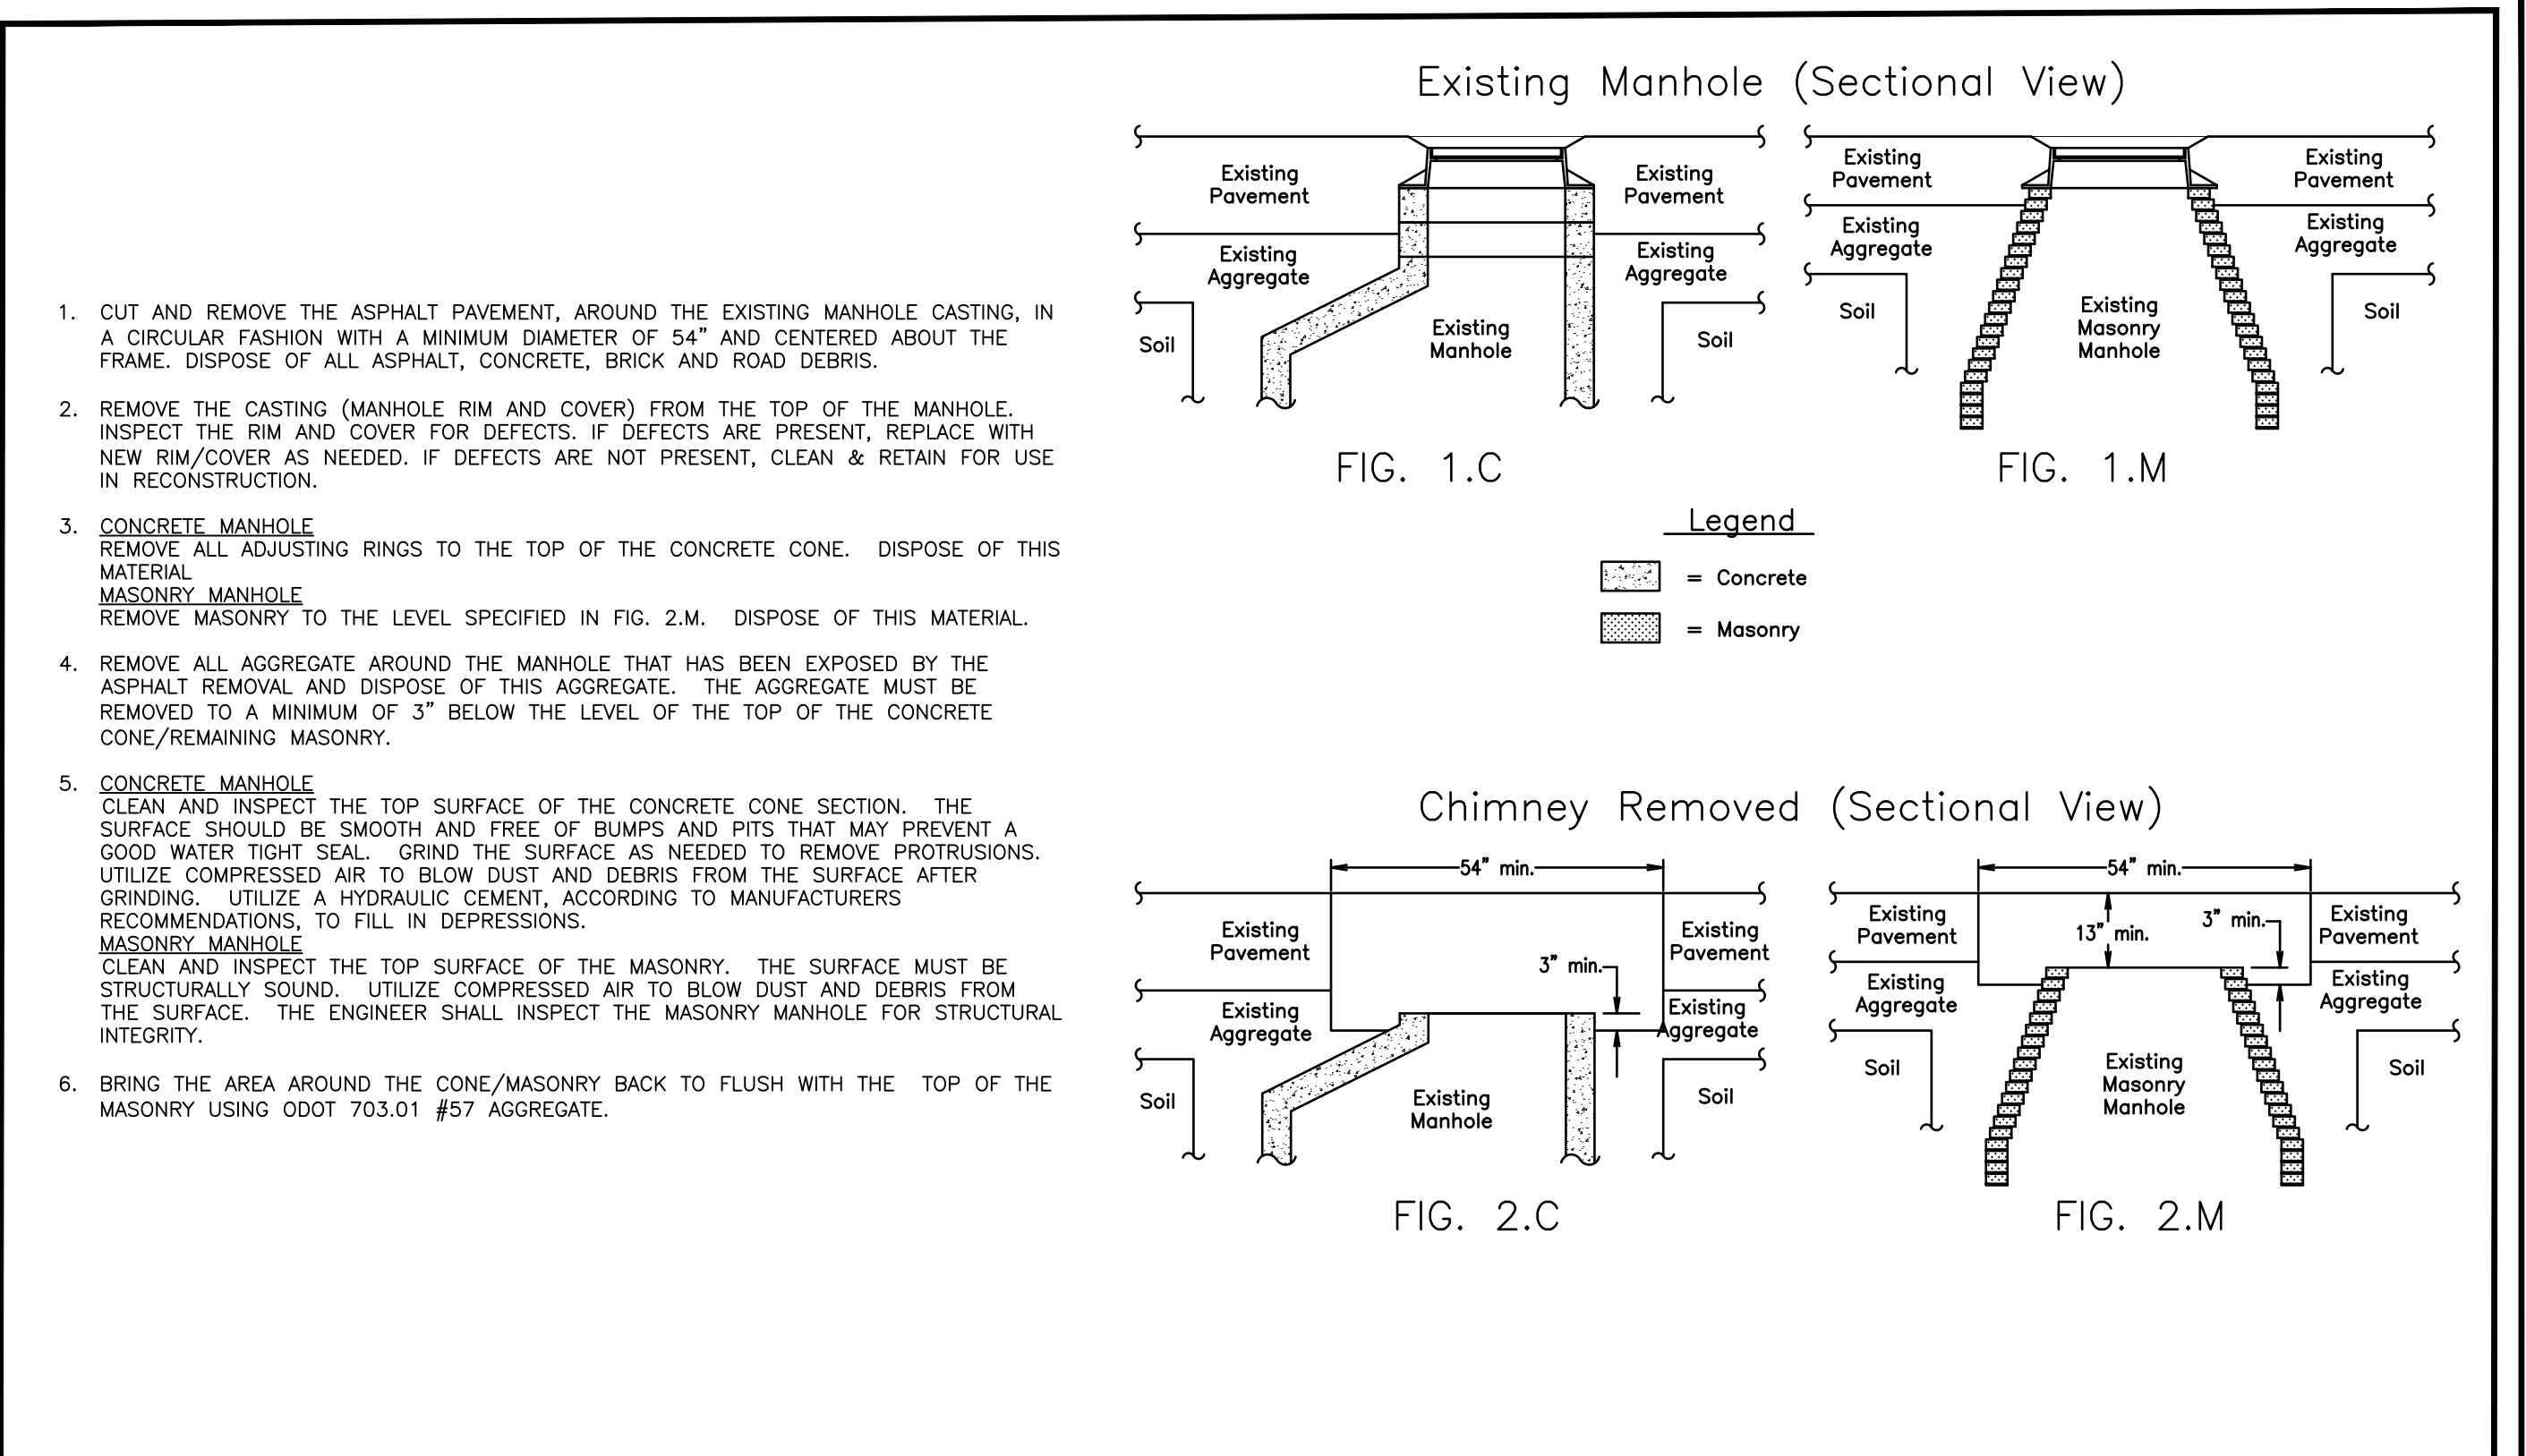 1. CUT AND REMOVE THE ASPHALT PAVEMENT, AROUND THE EXISTING MANHOLE CASTING, IN
A CIRCULAR FASHION WITH A MINIMUM DIAMETER OF 54" AND CENTERED ABOUT THE
FRAME. DISPOSE OF ALL ASPHALT, CONCRETE, BRICK AND ROAD DEBRIS.
2. REMOVE THE CASTING (MANHOLE RIM AND COVER) FROM THE TOP OF THE MANHOLE.
INSPECT THE RIM AND COVER FOR DEFECTS. IF DEFECTS ARE PRESENT, REPLACE WITH
NEW RIM/COVER AS NEEDED. IF DEFECTS ARE NOT PRESENT, CLEAN & RETAIN FOR USE
IN RECONSTRUCTION.
3. CONCRETE MANHOLE
REMOVE ALL ADJUSTING RINGS TO THE TOP OF THE CONCRETE CONE. DISPOSE OF THIS
MATERIAL
MASONRY MANHOLE
REMOVE MASONRY TO THE LEVEL SPECIFIED IN FIG. 2.M. DISPOSE OF THIS MATERIAL.
4. REMOVE ALL AGGREGATE AROUND THE MANHOLE THAT HAS BEEN EXPOSED BY THE
ASPHALT REMOVAL AND DISPOSE OF THIS AGGREGATE. THE AGGREGATE MUST BE
REMOVED TO A MINIMUM OF 3" BELOW THE LEVEL OF THE TOP OF THE CONCRETE
CONE/REMAINING MASONRY.
5. CONCRETE MANHOLE
CLEAN AND INSPECT THE TOP SURFACE OF THE CONCRETE CONE SECTION. THE
SURFACE SHOULD BE SMOOTH AND FREE OF BUMPS AND PITS THAT MAY PREVENT A
GOOD WATER TIGHT SEAL. GRIND THE SURFACE AS NEEDED TO REMOVE PROTRUSIONS.
UTILIZE COMPRESSED AIR TO BLOW DUST AND DEBRIS FROM THE SURFACE AFTER
GRINDING. UTILIZE A HYDRAULIC CEMENT, ACCORDING TO MANUFACTURERS
RECOMMENDATIONS, TO FILL IN DEPRESSIONS.
MASONRY MANHOLE
CLEAN AND INSPECT THE TOP SURFACE OF THE MASONRY. THE SURFACE MUST BE
STRUCTURALLY SOUND. UTILIZE COMPRESSED AIR TO BLOW DUST AND DEBRIS FROM
THE SURFACE. THE ENGINEER SHALL INSPECT THE MASONRY MANHOLE FOR STRUCTURAL
INTEGRITY.
6. BRING THE AREA AROUND THE CONE/MASONRY BACK TO FLUSH WITH THE TOP OF THE
MASONRY USING ODOT 703.01 #57 AGGREGATE.
Existing Manhole (Sectional View)
Existing
Pavement
Existing
Pavement
Existing
Aggregate
Existing
Aggregate
Soil
Existing
Manhole
Soil
FIG. 1.C
Existing
Pavement
Existing
Pavement
Existing
Aggregate
Existing
Aggregate
Soil
Existing
Masonry
Manhole
Soil
FIG. 1.M
Legend
= Concrete
= Masonry
Chimney Removed (Sectional View)
54" min.
Existing
Pavement
Existing
Pavement
3" min.
Existing
Aggregate
Existing
Aggregate
Soil
Existing
Manhole
Soil
FIG. 2.C
54" min.
Existing
Pavement
13" min.
3" min.
Existing
Pavement
Existing
Aggregate
Existing
Aggregate
Soil
Existing
Masonry
Manhole
Soil
FIG. 2.M